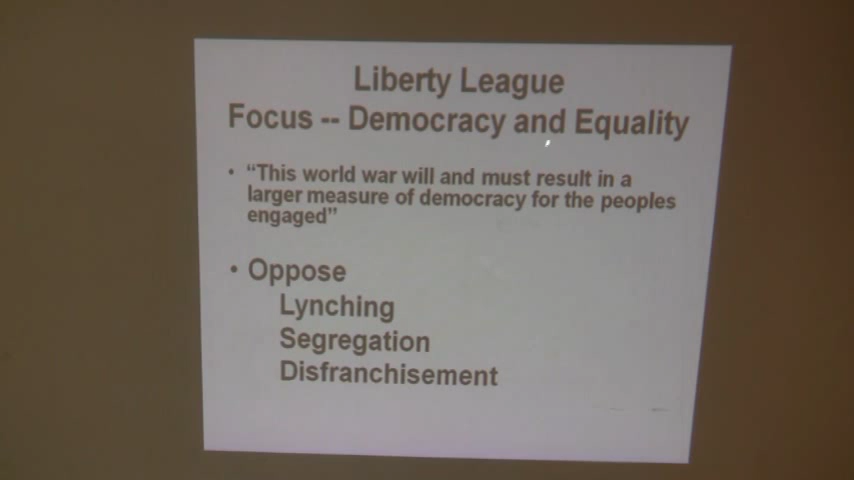 Liberty League
Focus -- Democracy and Equality
• “This world war will and must result in a
larger measure of democracy for the peoples
engaged”
• Oppose
Lynching
Segregation
Disfranchisement